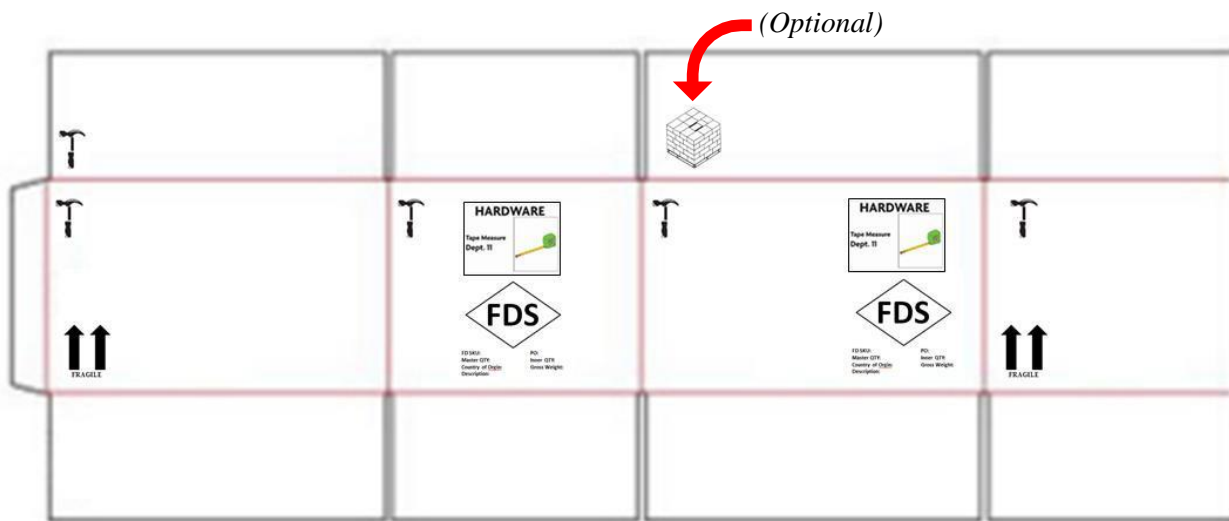 (Optional)
HARDWARE
Tape Measure
Dept. 11
FDS
FD SKU:
Master QTY:
Country of Orgin
Description:
PO:
Inner QTY:
Gross Weight:
HARDWARE
Tape Measure
Dept. 11
FDS
FD SKU:
Master QTY:
Country of Orgin
Description:
PO:
Inner QTY:
Gross Weight:
FRAGILE
FRAGILE